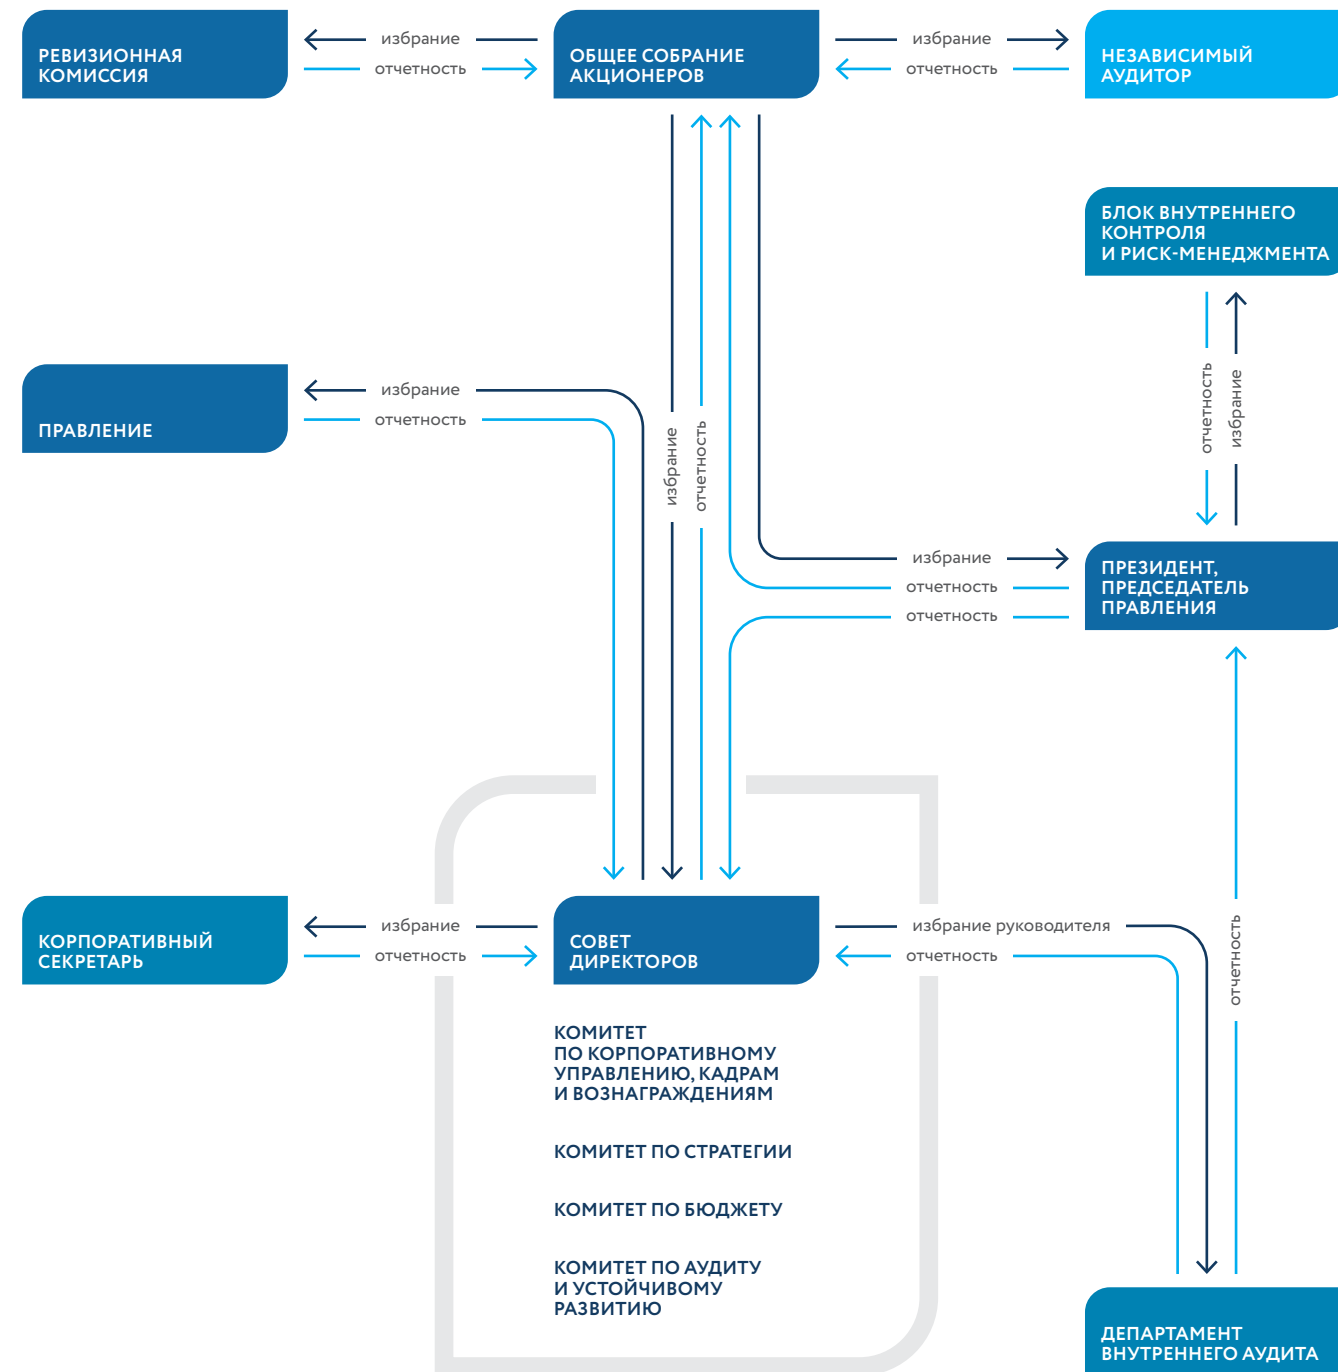 РЕВИЗИОННАЯ
КОМИССИЯ
избрание
отчетность
ОБЩЕЕ СОБРАНИЕ
АКЦИОНЕРОВ
избрание
отчетность
НЕЗАВИСИМЫЙ
АУДИТОР
БЛОК ВНУТРЕННЕГО
КОНТРОЛЯ
И РИСК-МЕНЕДЖМЕНТА
отчетность
избрание
ПРАВЛЕНИЕ
избрание
отчетность
избрание
отчетность
избрание
отчетность
отчетность
ПРЕЗИДЕНТ,
ПРЕДСЕДАТЕЛЬ
ПРАВЛЕНИЯ
КОРПОРАТИВНЫЙ
СЕКРЕТАРЬ
избрание
отчетность
СОВЕТ
ДИРЕКТОРОВ
избрание руководителя
отчетность
отчетность
КОМИТЕТ
ПО КОРПОРАТИВНОМУ
УПРАВЛЕНИЮ, КАДРАМ
И ВОЗНАГРАЖДЕНИЯМ
КОМИТЕТ ПО СТРАТЕГИИ
КОМИТЕТ ПО БЮДЖЕТУ
КОМИТЕТ ПО АУДИТУ
И УСТОЙЧИВОМУ
РАЗВИТИЮ
ДЕПАРТАМЕНТ
ВНУТРЕННЕГО АУДИТА